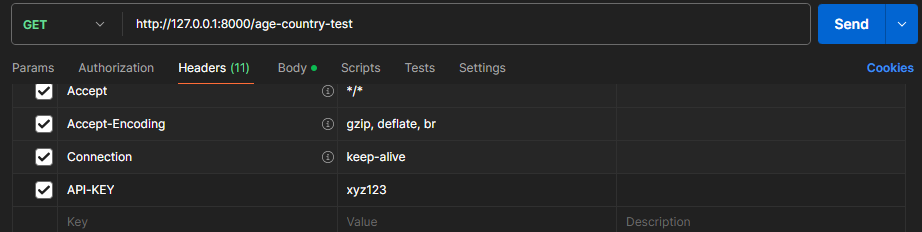 GET http://127.0.0.1:8000/age-country-test Send
Params Authorization Headers (11) Body Scripts Tests Settings Cookies
Accept */*
Accept-Encoding gzip, deflate, br
Connection keep-alive
API-KEY xyz123
Key Value Description